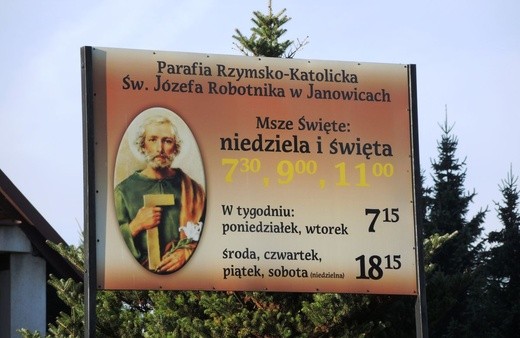 Parafia Rzymsko-Katolicka
Św. Józefa Robotnika w Janowicach
Msze Święte:
niedziela i święta
7³⁰, 9⁰⁰, 11⁰⁰
W tygodniu:
poniedziałek, wtorek 7¹⁵
środa, czwartek,
piątek, sobota (niedzielna) 18¹⁵